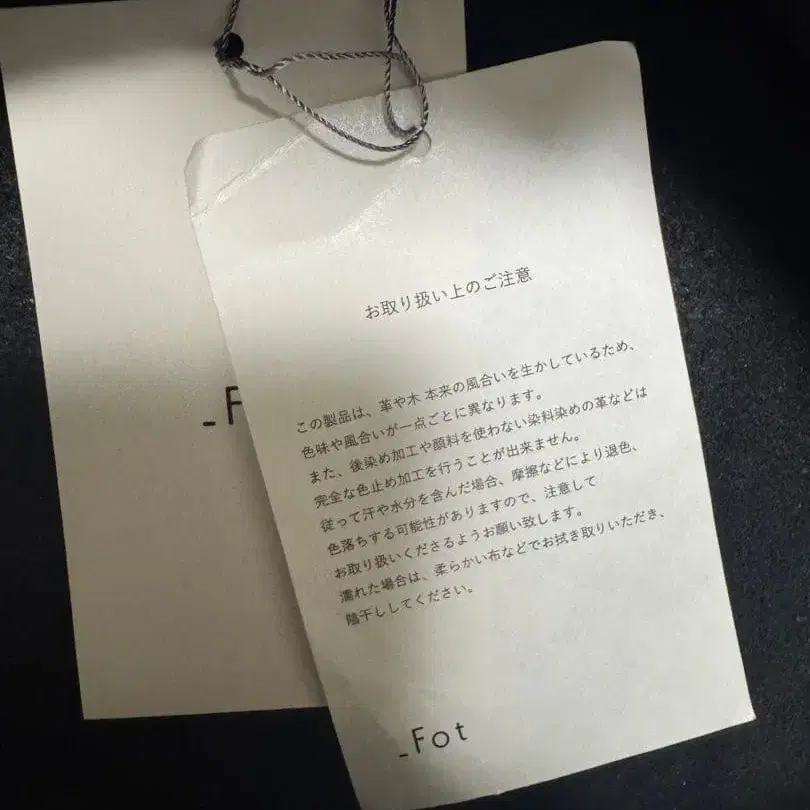 お取り扱い上のご注意
この製品は、革や木 本来の風合いを生かしているため、
色味や風合いが一点ごとに異なります。
また、後染め加工や顔料を使わない染料染めの革などは
完全な色止め加工を行うことが出来ません。
従って汗や水分を含んだ場合、摩擦などにより退色、
色落ちする可能性がありますので、注意して
お取り扱いくださるようお願い致します。
濡れた場合は、柔らかい布などでお拭き取りいただき、
陰干ししてください。
_F
_Fot